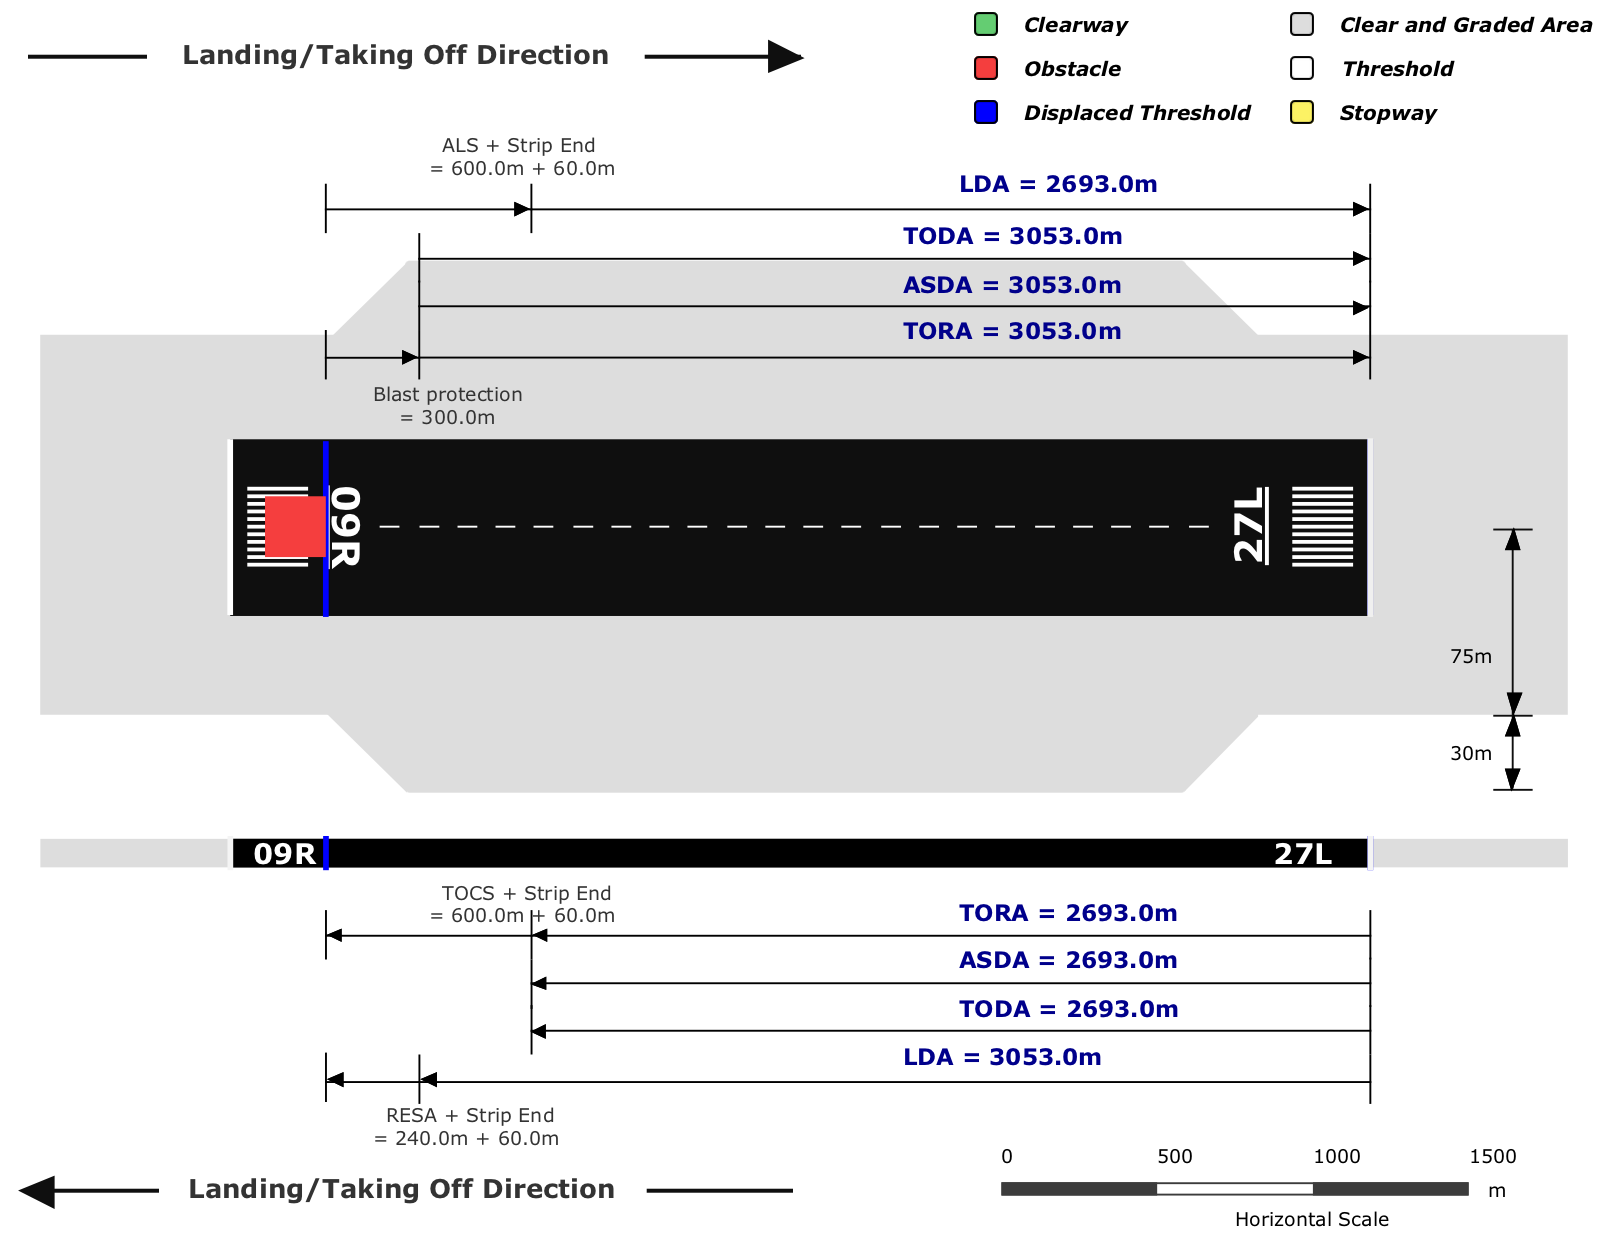 Landing/Taking Off Direction
Clearway
Clear and Graded Area
Obstacle
Threshold
Displaced Threshold
Stopway
ALS + Strip End
= 600.0m + 60.0m
LDA = 2693.0m
TODA = 3053.0m
ASDA = 3053.0m
TORA = 3053.0m
Blast protection
= 300.0m
09R
27L
75m
30m
09R
27L
TOCS + Strip End
= 600.0m + 60.0m
TORA = 2693.0m
ASDA = 2693.0m
TODA = 2693.0m
LDA = 3053.0m
RESA + Strip End
= 240.0m + 60.0m
Landing/Taking Off Direction
0 500 1000 1500
m
Horizontal Scale